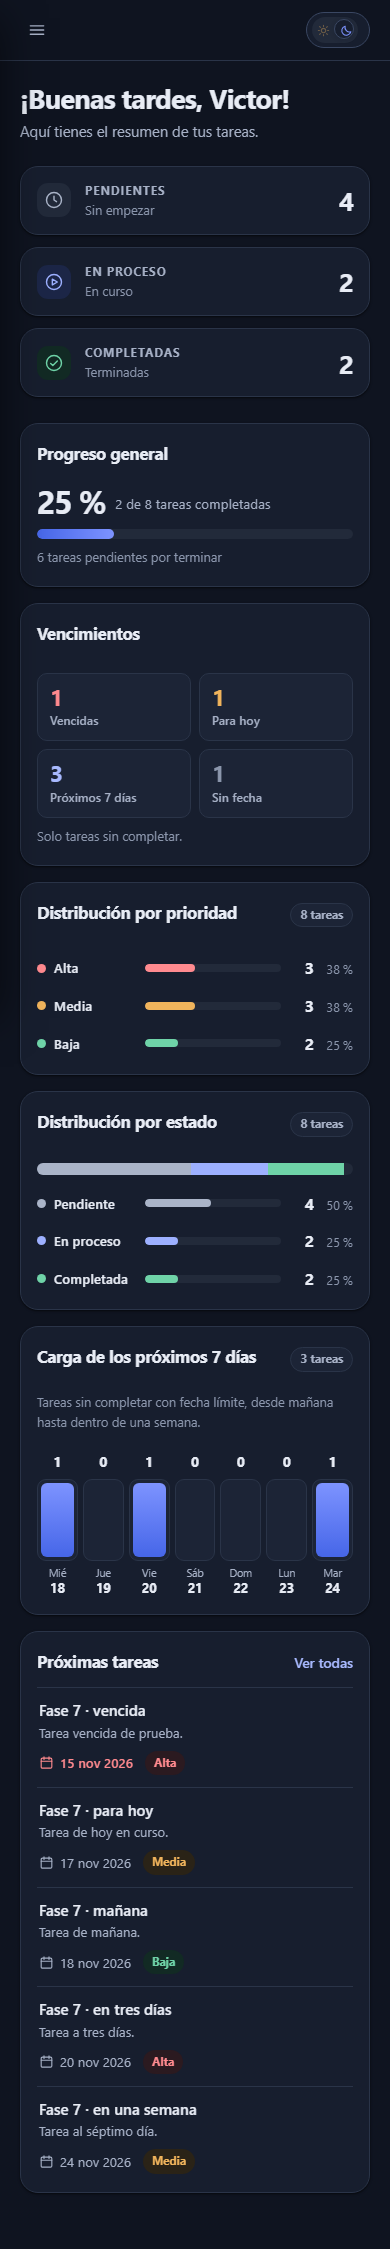 ¡Buenas tardes, Victor!
Aquí tienes el resumen de tus tareas.
PENDIENTES
Sin empezar
4
EN PROCESO
En curso
2
COMPLETADAS
Terminadas
2
Progreso general
25 % 2 de 8 tareas completadas
6 tareas pendientes por terminar
Vencimientos
1
Vencidas
1
Para hoy
3
Próximos 7 días
1
Sin fecha
Solo tareas sin completar.
Distribución por prioridad 8 tareas
Alta 3 38 %
Media 3 38 %
Baja 2 25 %
Distribución por estado 8 tareas
Pendiente 4 50 %
En proceso 2 25 %
Completada 2 25 %
Carga de los próximos 7 días 3 tareas
Tareas sin completar con fecha límite, desde mañana
hasta dentro de una semana.
1 0 1 0 0 0 1
Mié Jue Vie Sáb Dom Lun Mar
18 19 20 21 22 23 24
Próximas tareas Ver todas
Fase 7 · vencida
Tarea vencida de prueba.
15 nov 2026 Alta
Fase 7 · para hoy
Tarea de hoy en curso.
17 nov 2026 Media
Fase 7 · mañana
Tarea de mañana.
18 nov 2026 Baja
Fase 7 · en tres días
Tarea a tres días.
20 nov 2026 Alta
Fase 7 · en una semana
Tarea al séptimo día.
24 nov 2026 Media